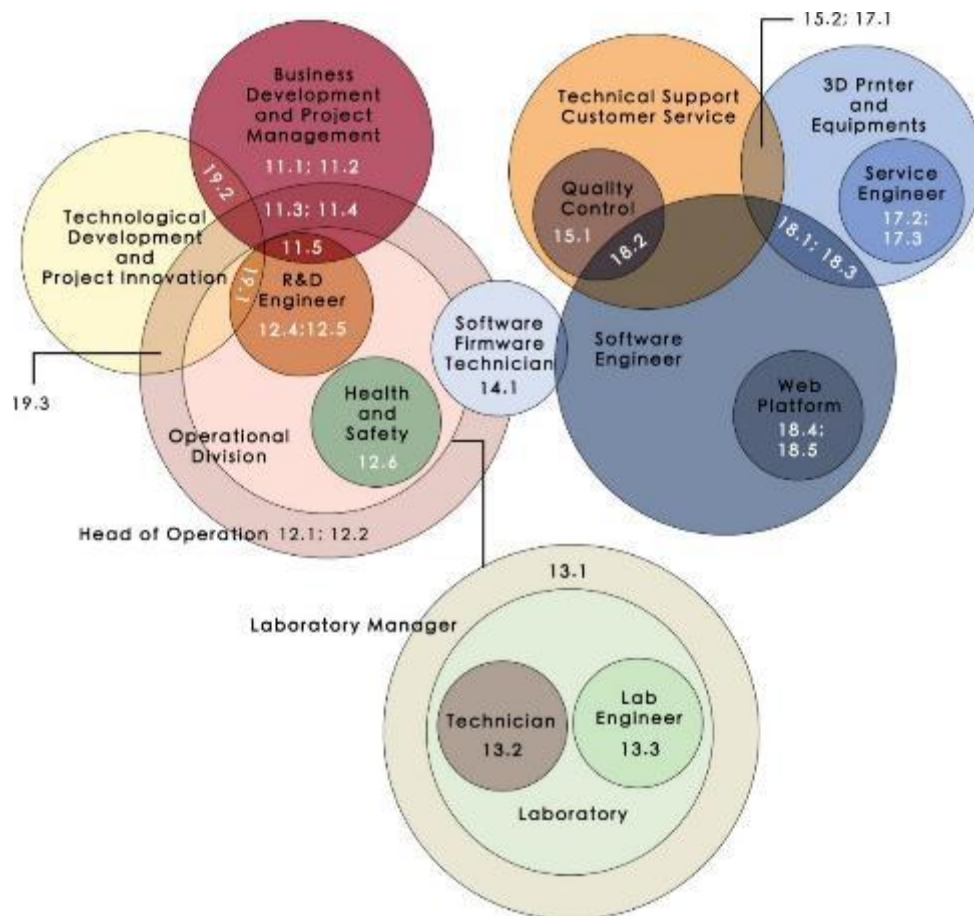 15.2; 17.1
Business
Development
and Project
Management
11.1; 11.2
19.2
11.3; 11.4
11.5
Technological
Development
and
Project Innovation
19.1
R&D
Engineer
12.4;12.5
19.3
Health
and
Safety
12.6
Operational
Division
Head of Operation 12.1; 12.2
Software
Firmware
Technician
14.1
Technical Support
Customer Service
Quality
Control
15.1
18.2
3D Prnter
and
Equipments
Service
Engineer
17.2;
17.3
18.1; 18.3
Software
Engineer
Web
Platform
18.4;
18.5
13.1
Laboratory Manager
Technician
13.2
Lab
Engineer
13.3
Laboratory